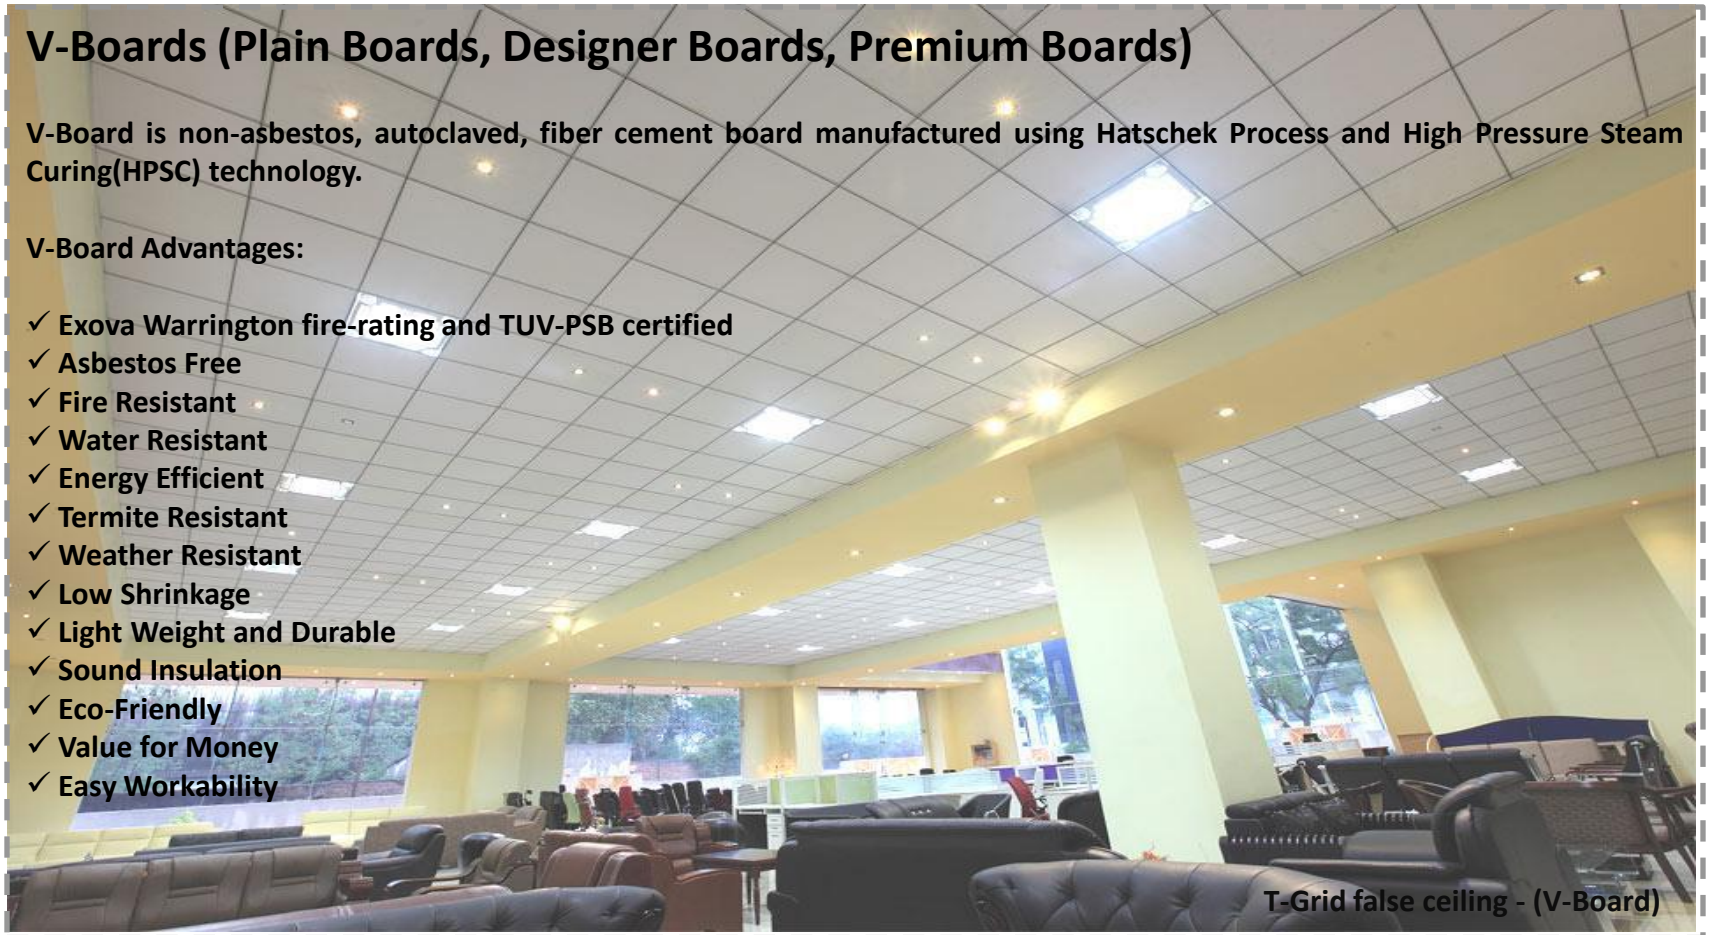 V-Boards (Plain Boards, Designer Boards, Premium Boards)
V-Board is non-asbestos, autoclaved, fiber cement board manufactured using Hatschek Process and High Pressure Steam
Curing(HPSC) technology.
V-Board Advantages:
✓ Exova Warrington fire-rating and TUV-PSB certified
✓ Asbestos Free
✓ Fire Resistant
✓ Water Resistant
✓ Energy Efficient
✓ Termite Resistant
✓ Weather Resistant
✓ Low Shrinkage
✓ Light Weight and Durable
✓ Sound Insulation
✓ Eco-Friendly
✓ Value for Money
✓ Easy Workability
T-Grid false ceiling - (V-Board)